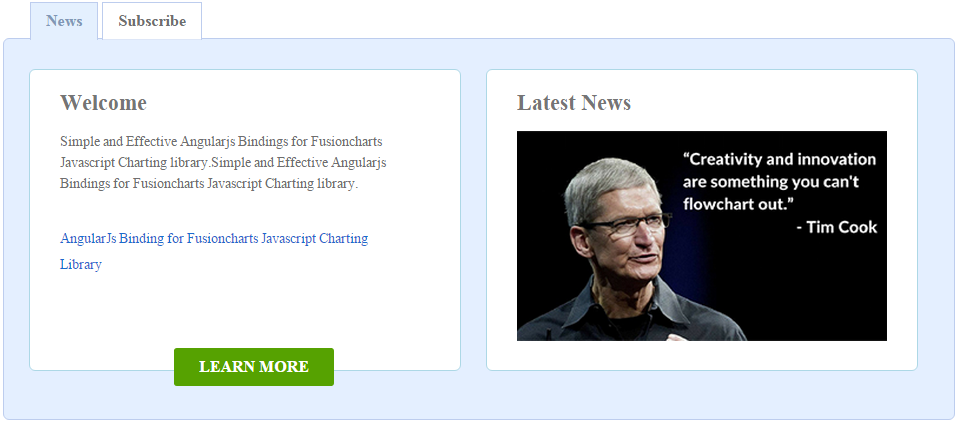 News
Subscribe
Welcome
Simple and Effective Angularjs Bindings for Fusioncharts
Javascript Charting library.Simple and Effective Angularjs
Bindings for Fusioncharts Javascript Charting library.
AngularJs Binding for Fusioncharts Javascript Charting
Library
LEARN MORE
Latest News
“Creativity and innovation
are something you can't
flowchart out.”
- Tim Cook